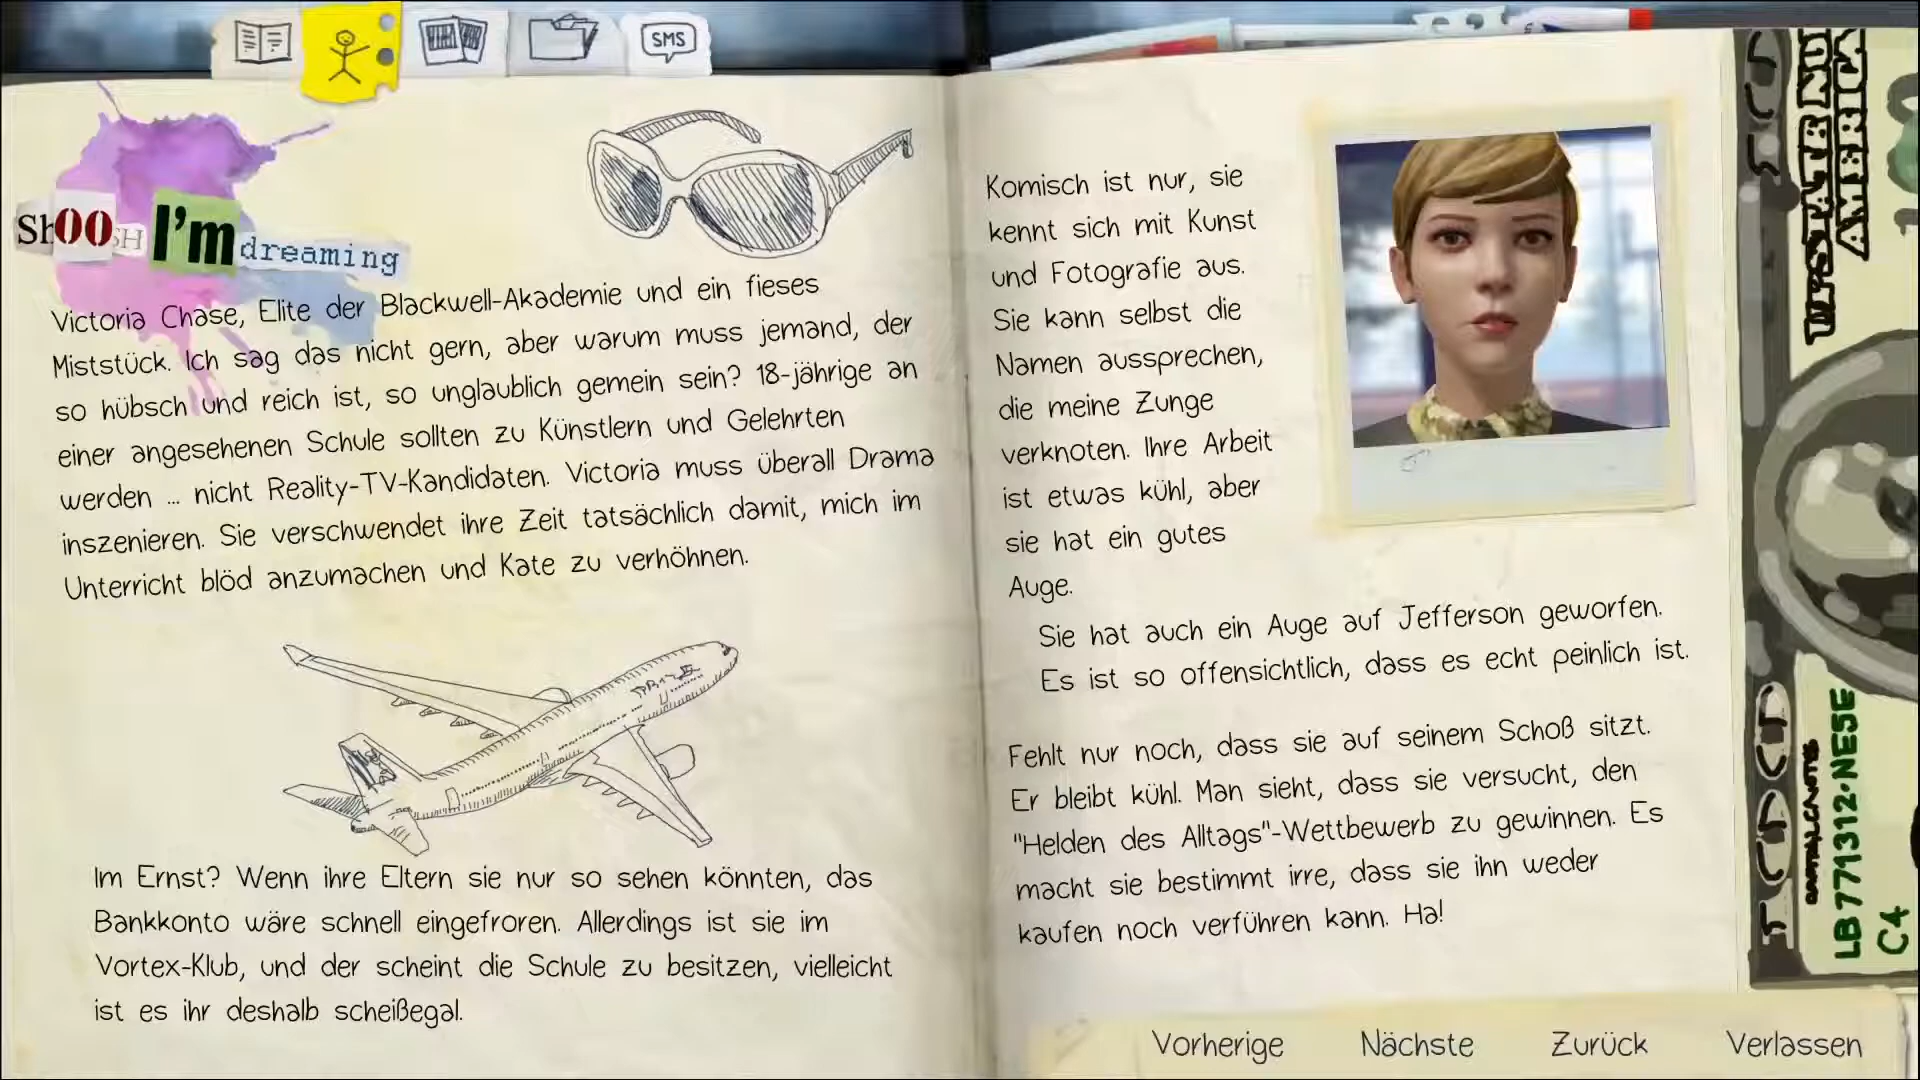 SMS
ShOOSH I'm dreaming
Victoria Chase, Elite der Blackwell-Akademie und ein fieses
Miststück. Ich sag das nicht gern, aber warum muss jemand, der
so hübsch und reich ist, so unglaublich gemein sein? 18-jährige an
einer angesehenen Schule sollten zu Künstlern und Gelehrten
werden ... nicht Reality-TV-Kandidaten. Victoria muss überall Drama
inszenieren. Sie verschwendet ihre Zeit tatsächlich damit, mich im
Unterricht blöd anzumachen und Kate zu verhöhnen.
Im Ernst? Wenn ihre Eltern sie nur so sehen könnten, das
Bankkonto wäre schnell eingefroren. Allerdings ist sie im
Vortex-Klub, und der scheint die Schule zu besitzen, vielleicht
ist es ihr deshalb scheißegal.
Komisch ist nur, sie
kennt sich mit Kunst
und Fotografie aus.
Sie kann selbst die
Namen aussprechen,
die meine Zunge
verknoten. Ihre Arbeit
ist etwas kühl, aber
sie hat ein gutes
Auge.
Sie hat auch ein Auge auf Jefferson geworfen.
Es ist so offensichtlich, dass es echt peinlich ist.
Fehlt nur noch, dass sie auf seinem Schoß sitzt.
Er bleibt kühl. Man sieht, dass sie versucht, den
"Helden des Alltags"-Wettbewerb zu gewinnen. Es
macht sie bestimmt irre, dass sie ihn weder
kaufen noch verführen kann. Ha!
AMERICA
LB771312-NE5E
C4
Vorherige Nächste Zurück Verlassen